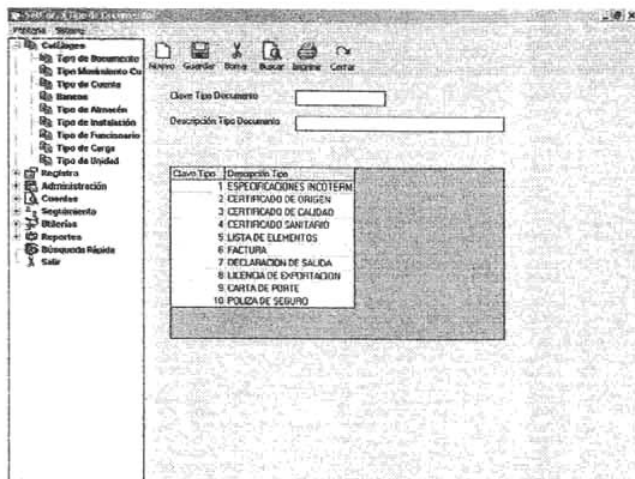 Sistema
Catálogos
Tipo de Documento
Tipo Movimiento Cu
Tipo de Cuenta
Bancos
Tipo de Almacén
Tipo de Instalación
Tipo de Funcionario
Tipo de Carga
Tipo de Unidad
Registro
Administración
Cuentas
Seguimiento
Utilerías
Reportes
Búsqueda Rápida
Salir
Nuevo Guardar Borrar Buscar Imprimir Cerrar
Clave Tipo Documento
Descripción Tipo Documento
Clave Tipo Descripción Tipo
1 ESPECIFICACIONES INCOTERM
2 CERTIFICADO DE ORIGEN
3 CERTIFICADO DE CALIDAD
4 CERTIFICADO SANITARIO
5 LISTA DE ELEMENTOS
6 FACTURA
7 DECLARACION DE SALIDA
8 LICENCIA DE EXPORTACION
9 CARTA DE PORTE
10 POLIZA DE SEGURO